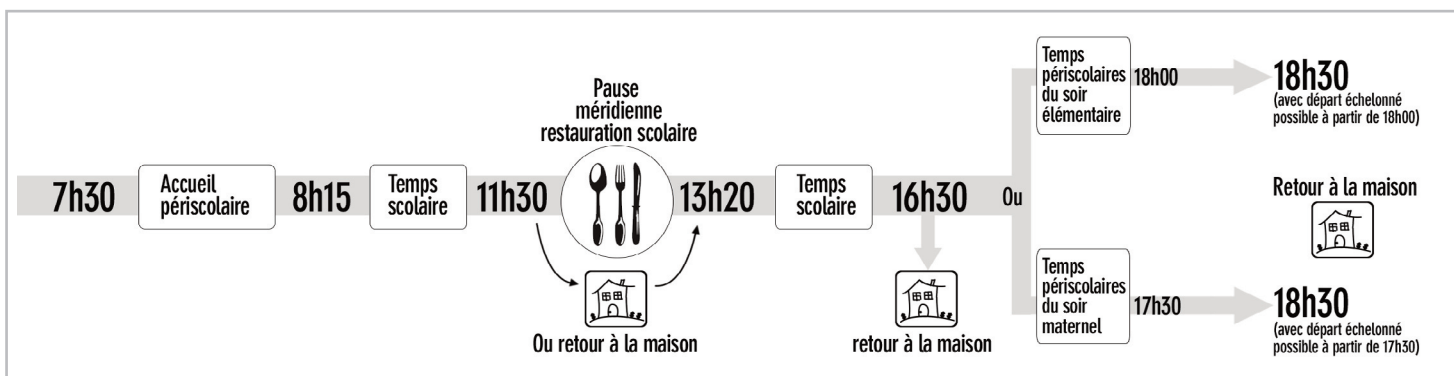 7h30
Accueil
périscolaire
8h15
Temps
scolaire
11h30
Pause
méridienne
restauration scolaire
Ou retour à la maison
13h20
Temps
scolaire
16h30
retour à la maison
Ou
Temps
périscolaires
du soir
élémentaire
18h00
18h30
(avec départ échelonné
possible à partir de 18h00)
Retour à la maison
Temps
périscolaires
du soir
maternel
17h30
18h30
(avec départ échelonné
possible à partir de 17h30)